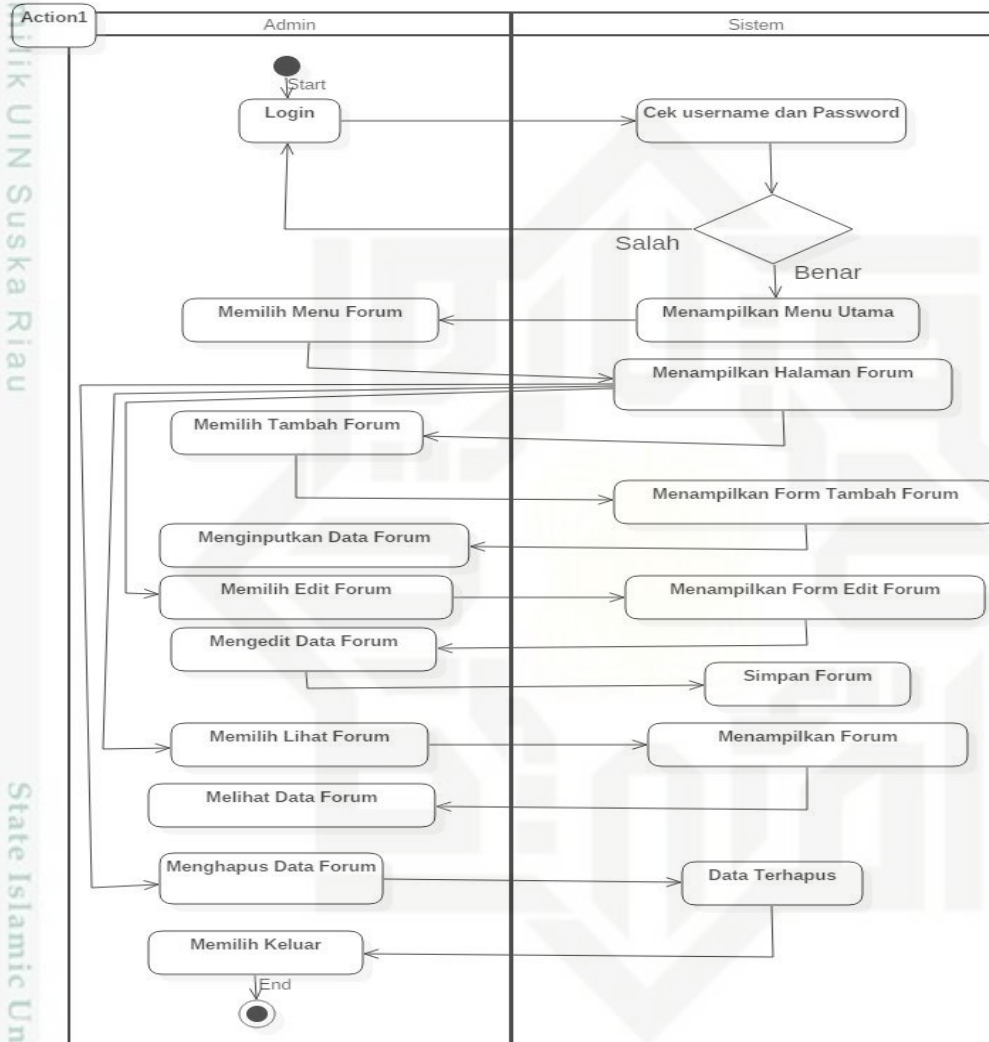 Action1
Admin
Sistem
Start
Login
Cek username dan Password
Salah
Benar
Memilih Menu Forum
Menampilkan Menu Utama
Menampilkan Halaman Forum
Memilih Tambah Forum
Menampilkan Form Tambah Forum
Menginputkan Data Forum
Memilih Edit Forum
Menampilkan Form Edit Forum
Mengedit Data Forum
Simpan Forum
Memilih Lihat Forum
Menampilkan Forum
Melihat Data Forum
Menghapus Data Forum
Data Terhapus
Memilih Keluar
End
milik UIN Suska Riau
State Islamic Un